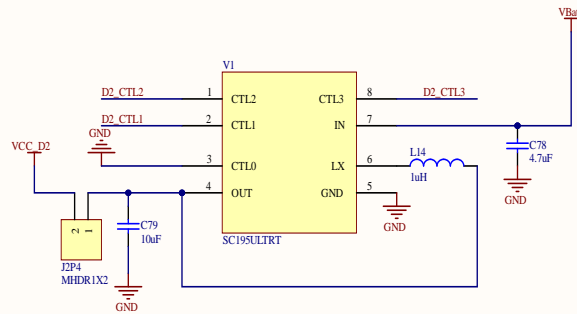 VBat
V1
D2_CTL2 1 CTL2 CTL3 8 D2_CTL3
D2_CTL1 2 CTL1 IN 7
GND
VCC_D2
3 CTL0 LX 6 L14
1uH
C78
4.7uF
4 OUT GND 5
GND
GND
2 1
C79
10uF
SC195ULTRT
J2P4
MHDR1X2
GND